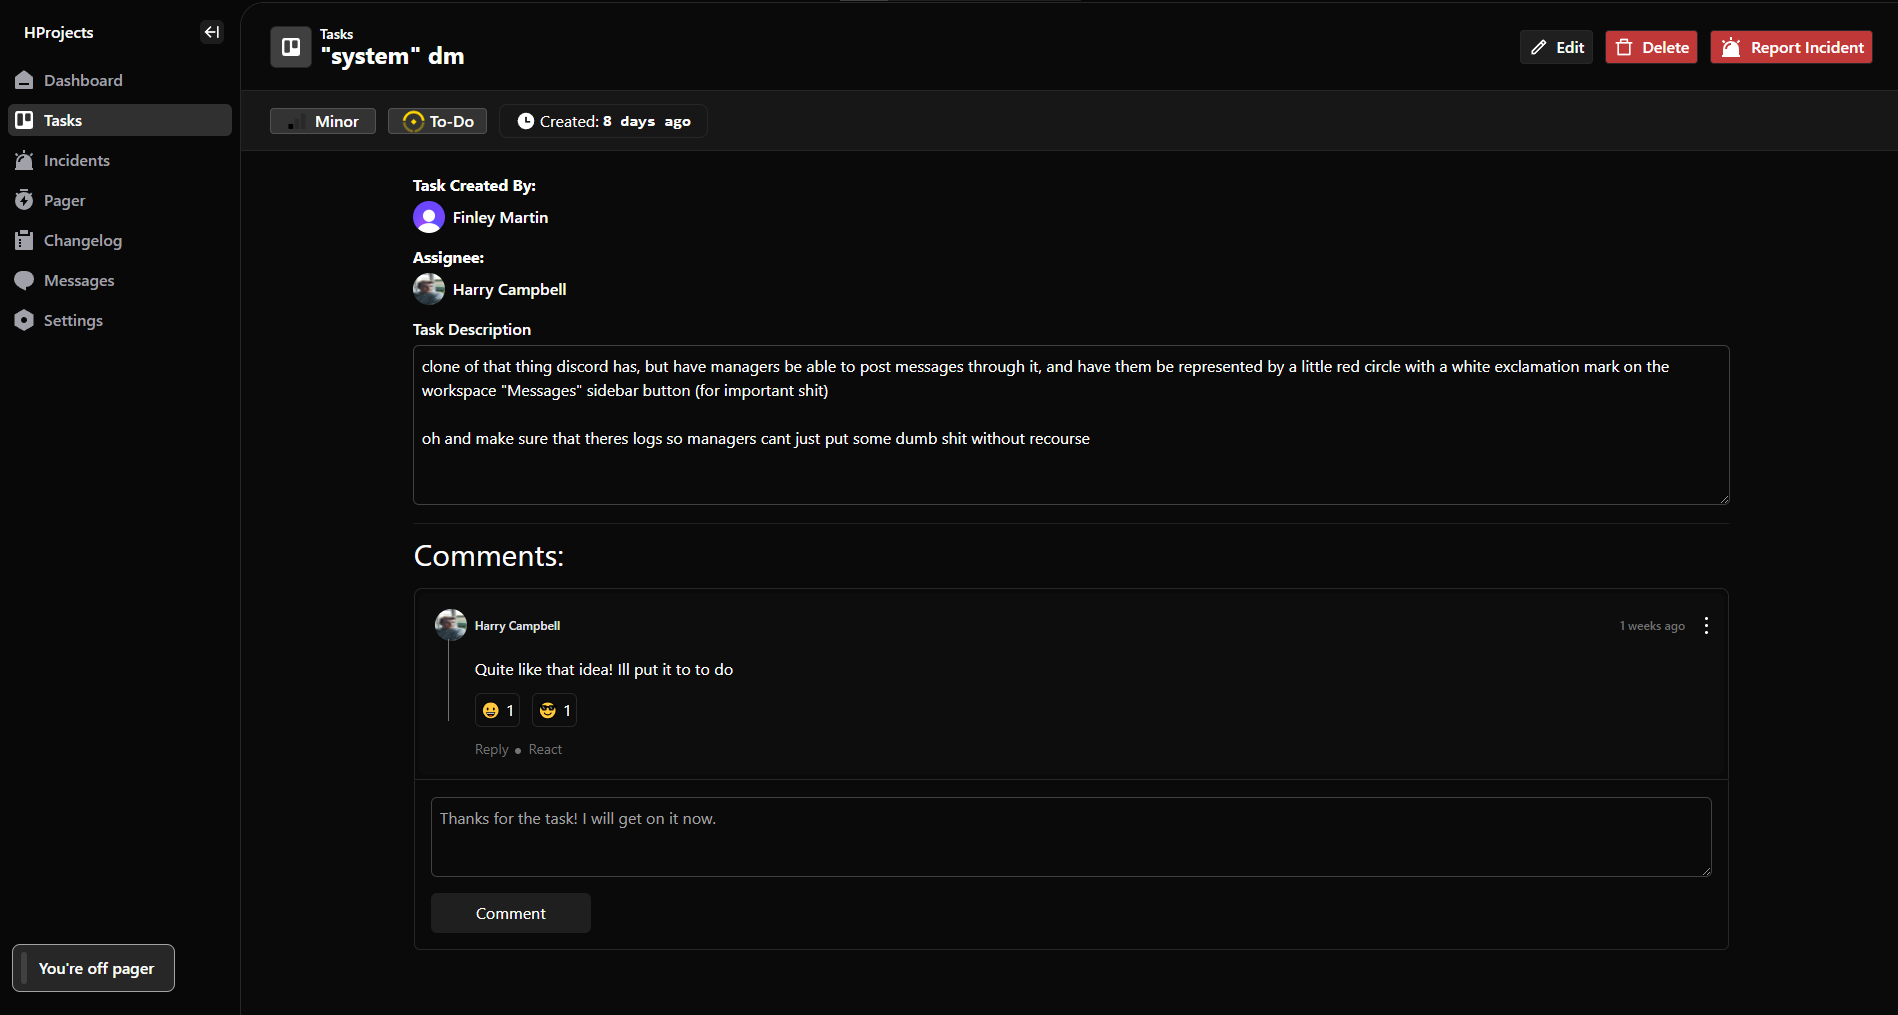 HProjects
Dashboard
Tasks
Incidents
Pager
Changelog
Messages
Settings
You're off pager
Tasks
"system" dm
Edit
Delete
Report Incident
Minor
To-Do
Created: 8 days ago
Task Created By:
Finley Martin
Assignee:
Harry Campbell
Task Description
clone of that thing discord has, but have managers be able to post messages through it, and have them be represented by a little red circle with a white exclamation mark on the
workspace "Messages" sidebar button (for important shit)
oh and make sure that theres logs so managers cant just put some dumb shit without recourse
Comments:
Harry Campbell
1 weeks ago
Quite like that idea! Ill put it to to do
1
1
Reply ● React
Thanks for the task! I will get on it now.
Comment